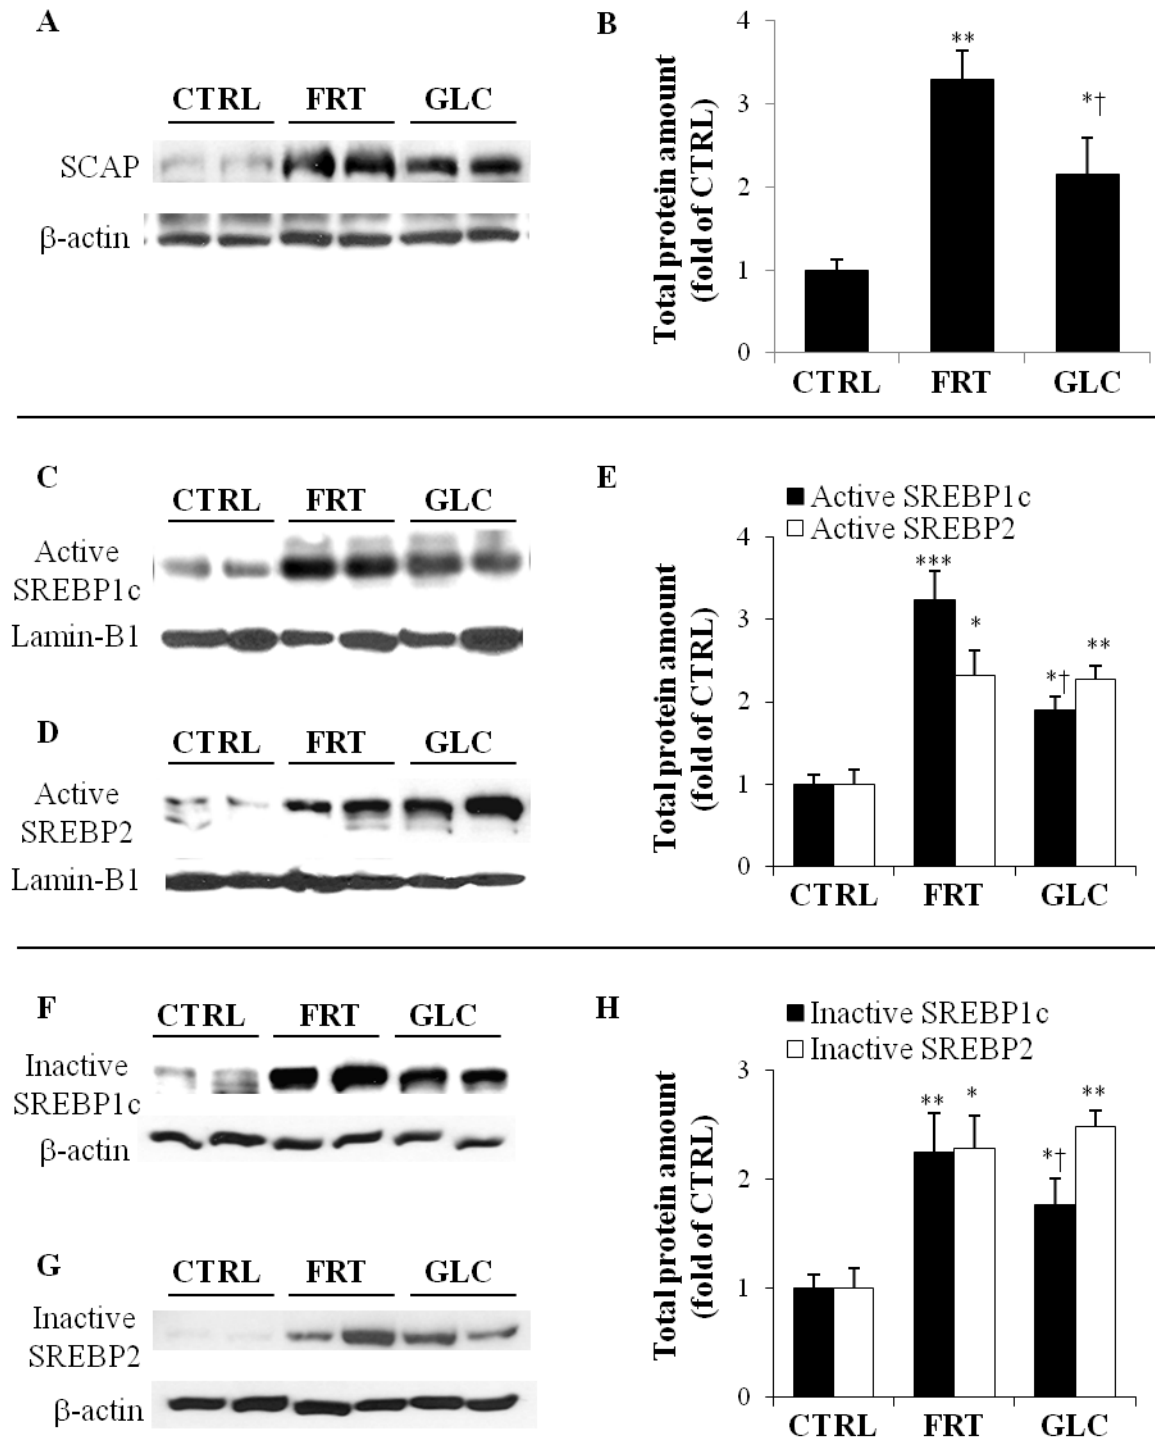 A
CTRL FRT GLC
SCAP
β-actin
B
Total protein amount
(fold of CTRL)
4
3
2
1
0
**
*†
CTRL FRT GLC
C
CTRL FRT GLC
Active
SREBP1c
Lamin-B1
D
CTRL FRT GLC
Active
SREBP2
Lamin-B1
E
Active SREBP1c
Active SREBP2
Total protein amount
(fold of CTRL)
4
3
2
1
0
***
*
*†
**
CTRL FRT GLC
F
CTRL FRT GLC
Inactive
SREBP1c
β-actin
G
CTRL FRT GLC
Inactive
SREBP2
β-actin
H
Inactive SREBP1c
Inactive SREBP2
Total protein amount
(fold of CTRL)
3
2
1
0
**
*
*†
**
CTRL FRT GLC